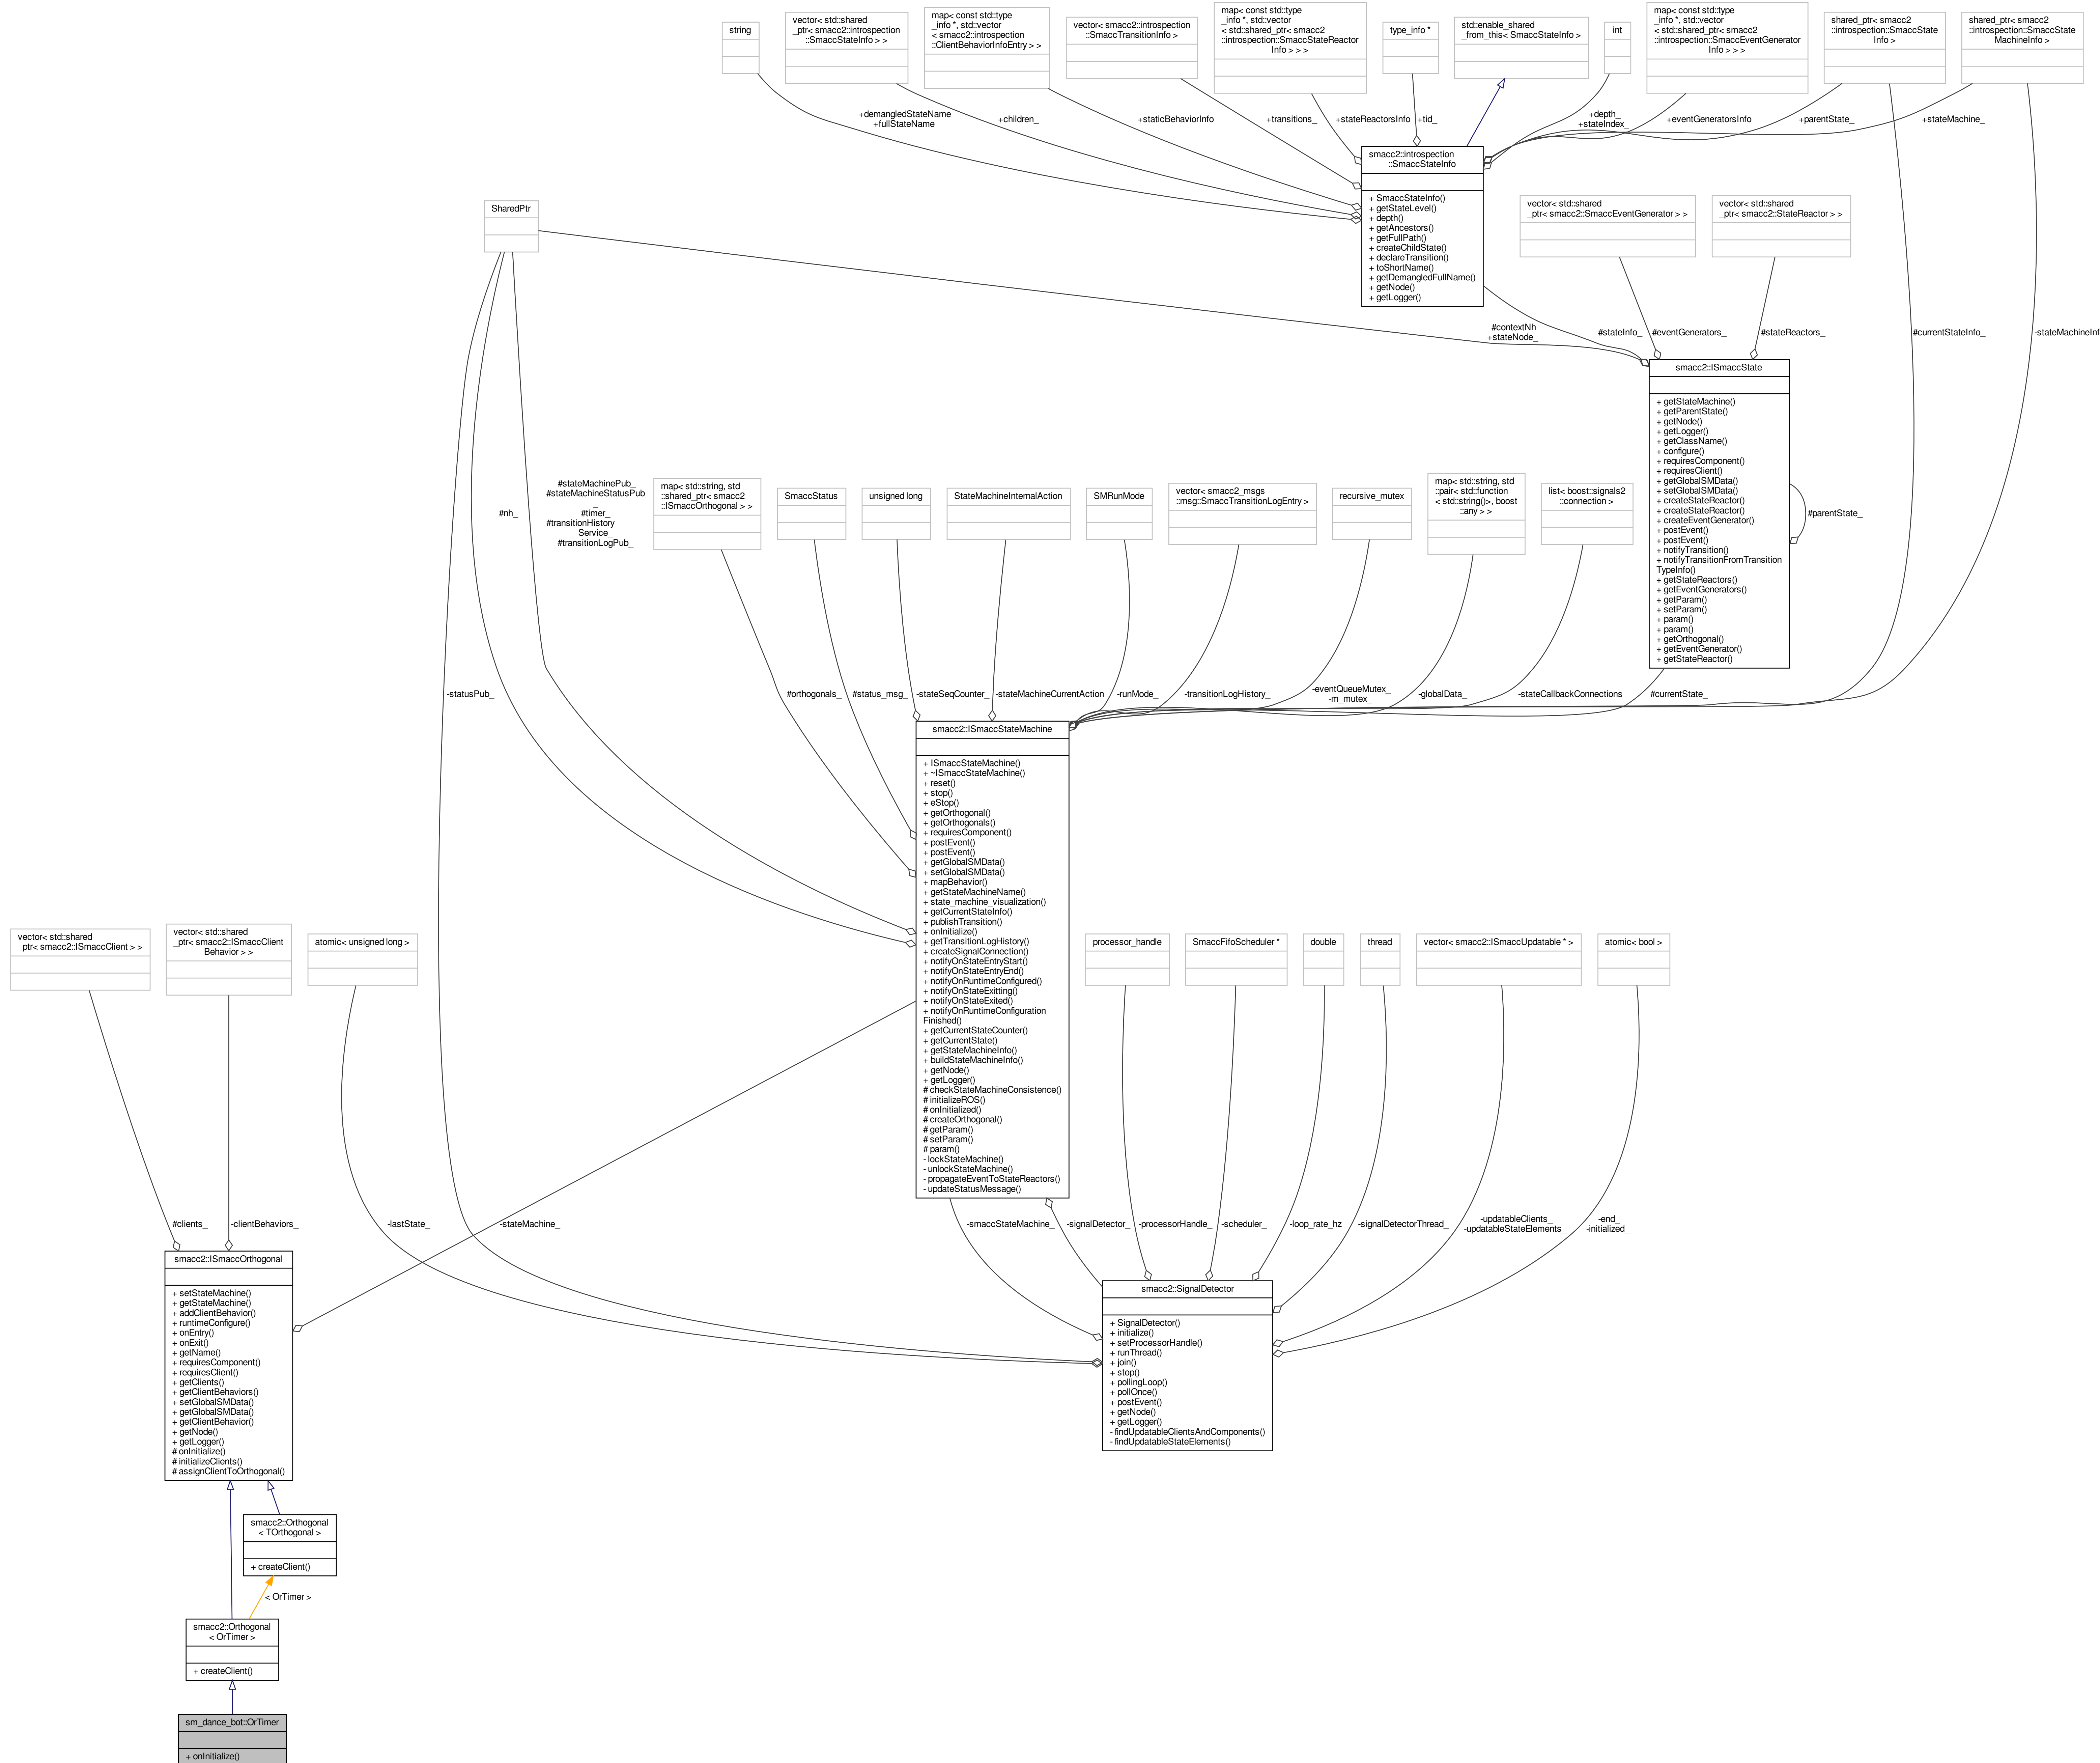 string
vector< std::shared
_ptr< smacc2::introspection
::SmaccStateInfo > >
map< const std::type
_info *, std::vector
< smacc2::introspection
::ClientBehaviorInfoEntry > >
vector< smacc2::introspection
::SmaccTransitionInfo >
map< const std::type
_info *, std::vector
< std::shared_ptr< smacc2
::introspection::SmaccStateReactor
Info > > >
type_info *
std::enable_shared
_from_this< SmaccStateInfo >
int
map< const std::type
_info *, std::vector
< std::shared_ptr< smacc2
::introspection::SmaccEventGenerator
Info > > >
shared_ptr< smacc2
::introspection::SmaccState
Info >
shared_ptr< smacc2
::introspection::SmaccState
MachineInfo >
+demangledStateName
+fullStateName
+children_
+staticBehaviorInfo
+transitions_
+stateReactorsInfo
+tid_
+depth_
+stateIndex_
+eventGeneratorsInfo
+parentState_
+stateMachine_
smacc2::introspection
::SmaccStateInfo
+ SmaccStateInfo()
+ getStateLevel()
+ depth()
+ getAncestors()
+ getFullPath()
+ createChildState()
+ declareTransition()
+ toShortName()
+ getDemangledFullName()
+ getNode()
+ getLogger()
SharedPtr
vector< std::shared
_ptr< smacc2::SmaccEventGenerator > >
vector< std::shared
_ptr< smacc2::StateReactor > >
#contextNh
+stateNode_
#stateInfo_
#eventGenerators_
#stateReactors_
#currentStateInfo_
-stateMachineInf
smacc2::ISmaccState
+ getStateMachine()
+ getParentState()
+ getNode()
+ getLogger()
+ getClassName()
+ configure()
+ requiresComponent()
+ requiresClient()
+ getGlobalSMData()
+ setGlobalSMData()
+ createStateReactor()
+ createStateReactor()
+ createEventGenerator()
+ postEvent()
+ postEvent()
+ notifyTransition()
+ notifyTransitionFromTransition
TypeInfo()
+ getStateReactors()
+ getEventGenerators()
+ getParam()
+ setParam()
+ param()
+ param()
+ getOrthogonal()
+ getEventGenerator()
+ getStateReactor()
#parentState_
#nh_
#stateMachinePub_
#stateMachineStatusPub
_
#timer_
#transitionHistory
Service_
#transitionLogPub_
map< std::string, std
::shared_ptr< smacc2
::ISmaccOrthogonal > >
SmaccStatus
unsigned long
StateMachineInternalAction
SMRunMode
vector< smacc2_msgs
::msg::SmaccTransitionLogEntry >
recursive_mutex
map< std::string, std
::pair< std::function
< std::string()>, boost
::any > >
list< boost::signals2
::connection >
-statusPub_
#orthogonals_
#status_msg_
-stateSeqCounter_
-stateMachineCurrentAction
-runMode_
-transitionLogHistory_
-eventQueueMutex_
-m_mutex_
-globalData_
-stateCallbackConnections
#currentState_
smacc2::ISmaccStateMachine
+ ISmaccStateMachine()
+ ~ISmaccStateMachine()
+ reset()
+ stop()
+ eStop()
+ getOrthogonal()
+ getOrthogonals()
+ requiresComponent()
+ postEvent()
+ postEvent()
+ getGlobalSMData()
+ setGlobalSMData()
+ mapBehavior()
+ getStateMachineName()
+ state_machine_visualization()
+ getCurrentStateInfo()
+ publishTransition()
+ onInitialize()
+ getTransitionLogHistory()
+ createSignalConnection()
+ notifyOnStateEntryStart()
+ notifyOnStateEntryEnd()
+ notifyOnRuntimeConfigured()
+ notifyOnStateExitting()
+ notifyOnStateExited()
+ notifyOnRuntimeConfiguration
Finished()
+ getCurrentStateCounter()
+ getCurrentState()
+ getStateMachineInfo()
+ buildStateMachineInfo()
+ getNode()
+ getLogger()
# checkStateMachineConsistence()
# initializeROS()
# onInitialized()
# createOrthogonal()
# getParam()
# setParam()
# param()
- lockStateMachine()
- unlockStateMachine()
- propagateEventToStateReactors()
- updateStatusMessage()
vector< std::shared
_ptr< smacc2::ISmaccClient > >
vector< std::shared
_ptr< smacc2::ISmaccClient
Behavior > >
atomic< unsigned long >
processor_handle
SmaccFifoScheduler *
double
thread
vector< smacc2::ISmaccUpdatable * >
atomic< bool >
#clients_
-clientBehaviors_
-lastState_
-stateMachine_
-smaccStateMachine_
-signalDetector_
-processorHandle_
-scheduler_
-loop_rate_hz
-signalDetectorThread_
-updatableClients_
-updatableStateElements_
-end_
-initialized_
smacc2::ISmaccOrthogonal
+ setStateMachine()
+ getStateMachine()
+ addClientBehavior()
+ runtimeConfigure()
+ onEntry()
+ onExit()
+ getName()
+ requiresComponent()
+ requiresClient()
+ getClients()
+ getClientBehaviors()
+ setGlobalSMData()
+ getGlobalSMData()
+ getClientBehavior()
+ getNode()
+ getLogger()
# onInitialize()
# initializeClients()
# assignClientToOrthogonal()
smacc2::SignalDetector
+ SignalDetector()
+ initialize()
+ setProcessorHandle()
+ runThread()
+ join()
+ stop()
+ pollingLoop()
+ pollOnce()
+ postEvent()
+ getNode()
+ getLogger()
- findUpdatableClientsAndComponents()
- findUpdatableStateElements()
smacc2::Orthogonal
< TOrthogonal >
+ createClient()
< OrTimer >
smacc2::Orthogonal
< OrTimer >
+ createClient()
sm_dance_bot::OrTimer
+ onInitialize()